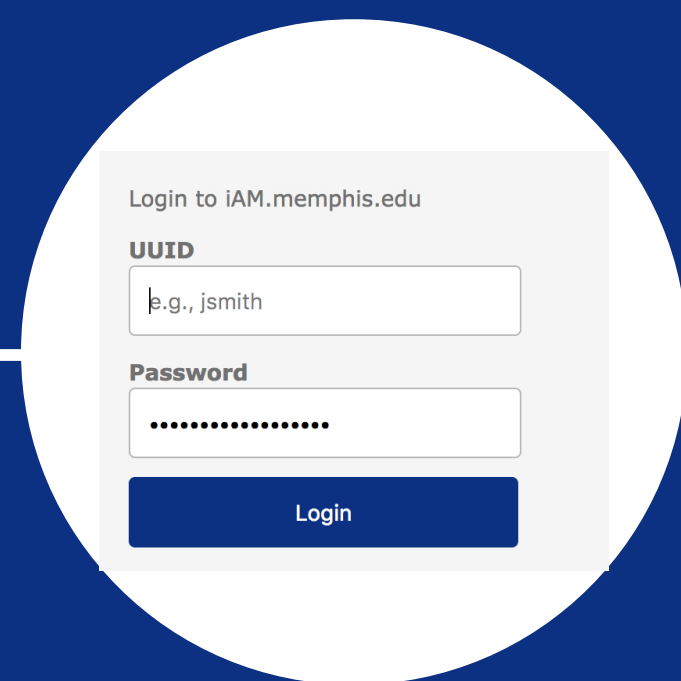 Login to iAM.memphis.edu
UUID
e.g., jsmith
Password
••••••••••••••••••
Login